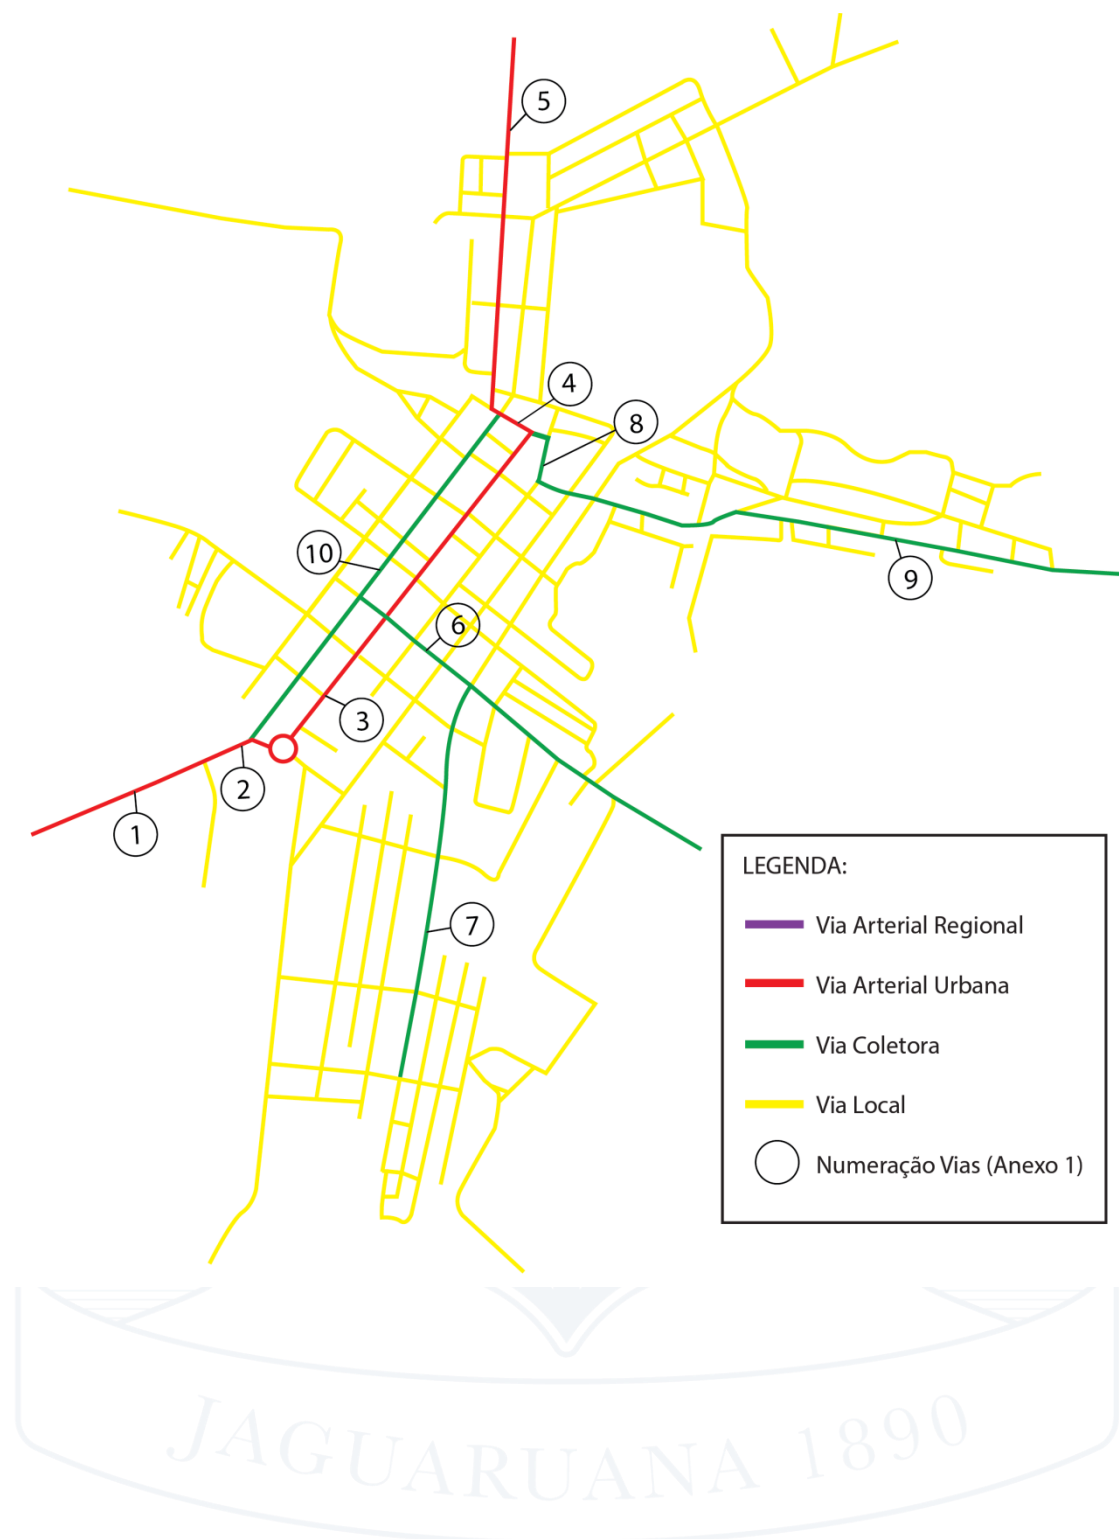 5
4
8
10
9
6
3
2
1
7
LEGENDA:
Via Arterial Regional
Via Arterial Urbana
Via Coletora
Via Local
Numeração Vias (Anexo 1)
JAGUARUANA 1890